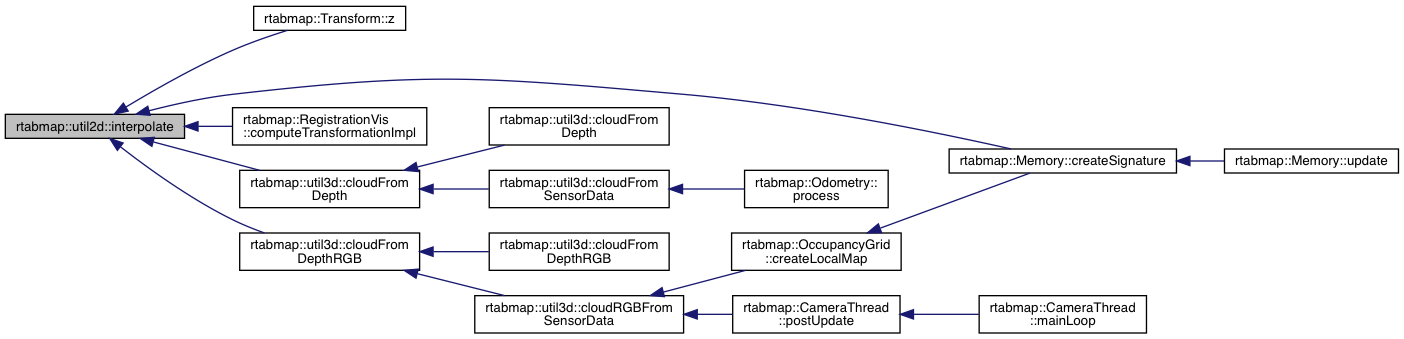 rtabmap::Transform::z
rtabmap::util2d::interpolate
rtabmap::RegistrationVis
::computeTransformationImpl
rtabmap::util3d::cloudFrom
Depth
rtabmap::Memory::createSignature
rtabmap::Memory::update
rtabmap::util3d::cloudFrom
Depth
rtabmap::util3d::cloudFrom
SensorData
rtabmap::Odometry::
process
rtabmap::util3d::cloudFrom
DepthRGB
rtabmap::util3d::cloudFrom
DepthRGB
rtabmap::OccupancyGrid
::createLocalMap
rtabmap::util3d::cloudRGBFrom
SensorData
rtabmap::CameraThread
::postUpdate
rtabmap::CameraThread
::mainLoop